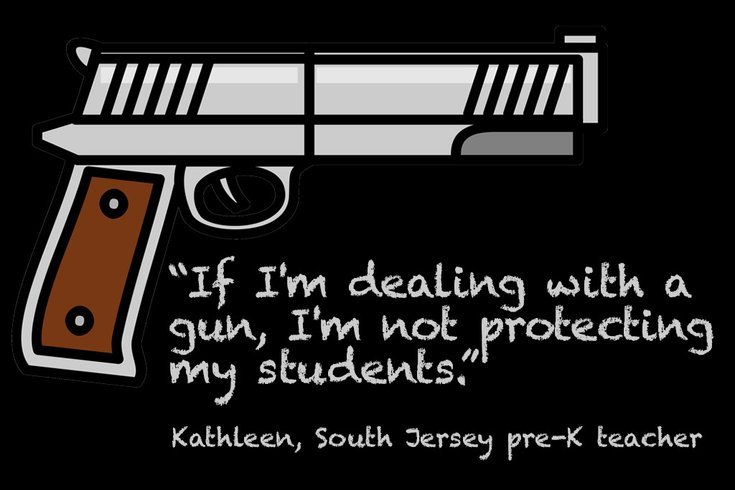 “If I'm dealing with a
gun, I'm not protecting
my students.”
Kathleen, South Jersey pre-K teacher